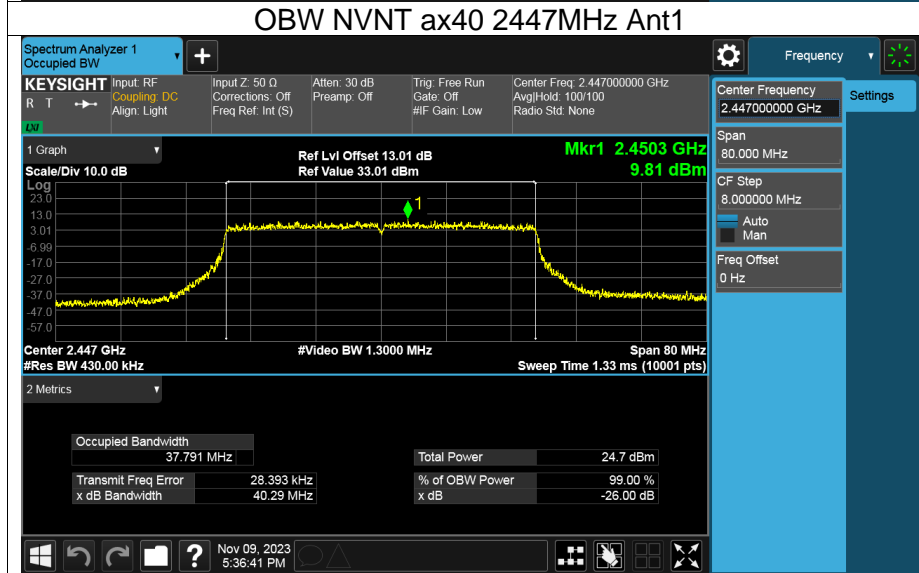 OBW NVNT ax40 2447MHz Ant1
Spectrum Analyzer 1
Occupied BW
+
Frequency
KEYSIGHT
R T
LXI
Input: RF
Coupling: DC
Align: Light
Input Z: 50 Ω
Corrections: Off
Freq Ref: Int (S)
Atten: 30 dB
Preamp: Off
Trig: Free Run
Gate: Off
#IF Gain: Low
Center Freq: 2.447000000 GHz
Avg|Hold: 100/100
Radio Std: None
Center Frequency
2.447000000 GHz
Settings
Span
80.000 MHz
CF Step
8.000000 MHz
Auto
Man
Freq Offset
0 Hz
1 Graph
Scale/Div 10.0 dB
Ref Lvl Offset 13.01 dB
Ref Value 33.01 dBm
Mkr1 2.4503 GHz
9.81 dBm
Log
23.0
13.0
3.01
-6.99
-17.0
-27.0
-37.0
-47.0
-57.0
1
Center 2.447 GHz
#Res BW 430.00 kHz
#Video BW 1.3000 MHz
Span 80 MHz
Sweep Time 1.33 ms (10001 pts)
2 Metrics
Occupied Bandwidth
37.791 MHz
Transmit Freq Error 28.393 kHz
x dB Bandwidth 40.29 MHz
Total Power 24.7 dBm
% of OBW Power 99.00 %
x dB -26.00 dB
?
Nov 09, 2023
5:36:41 PM